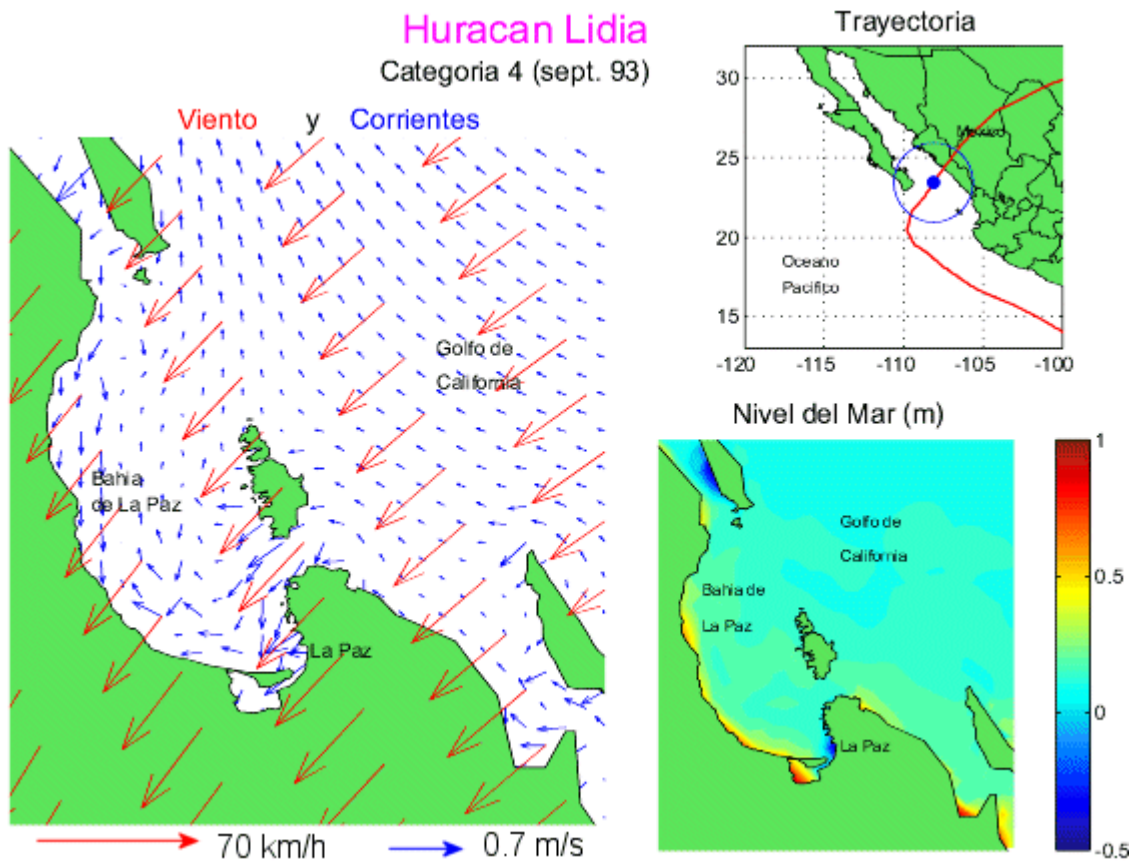 Huracan Lidia
Categoria 4 (sept. 93)
Viento y Corrientes
Golfo de
California
Bahia
de La Paz
La Paz
70 km/h
0.7 m/s
Trayectoria
30
25
20
15
Mexico
Oceano
Pacifico
-120 -115 -110 -105 -100
Nivel del Mar (m)
Golfo de
California
Bahia de
La Paz
La Paz
1
0.5
0
-0.5